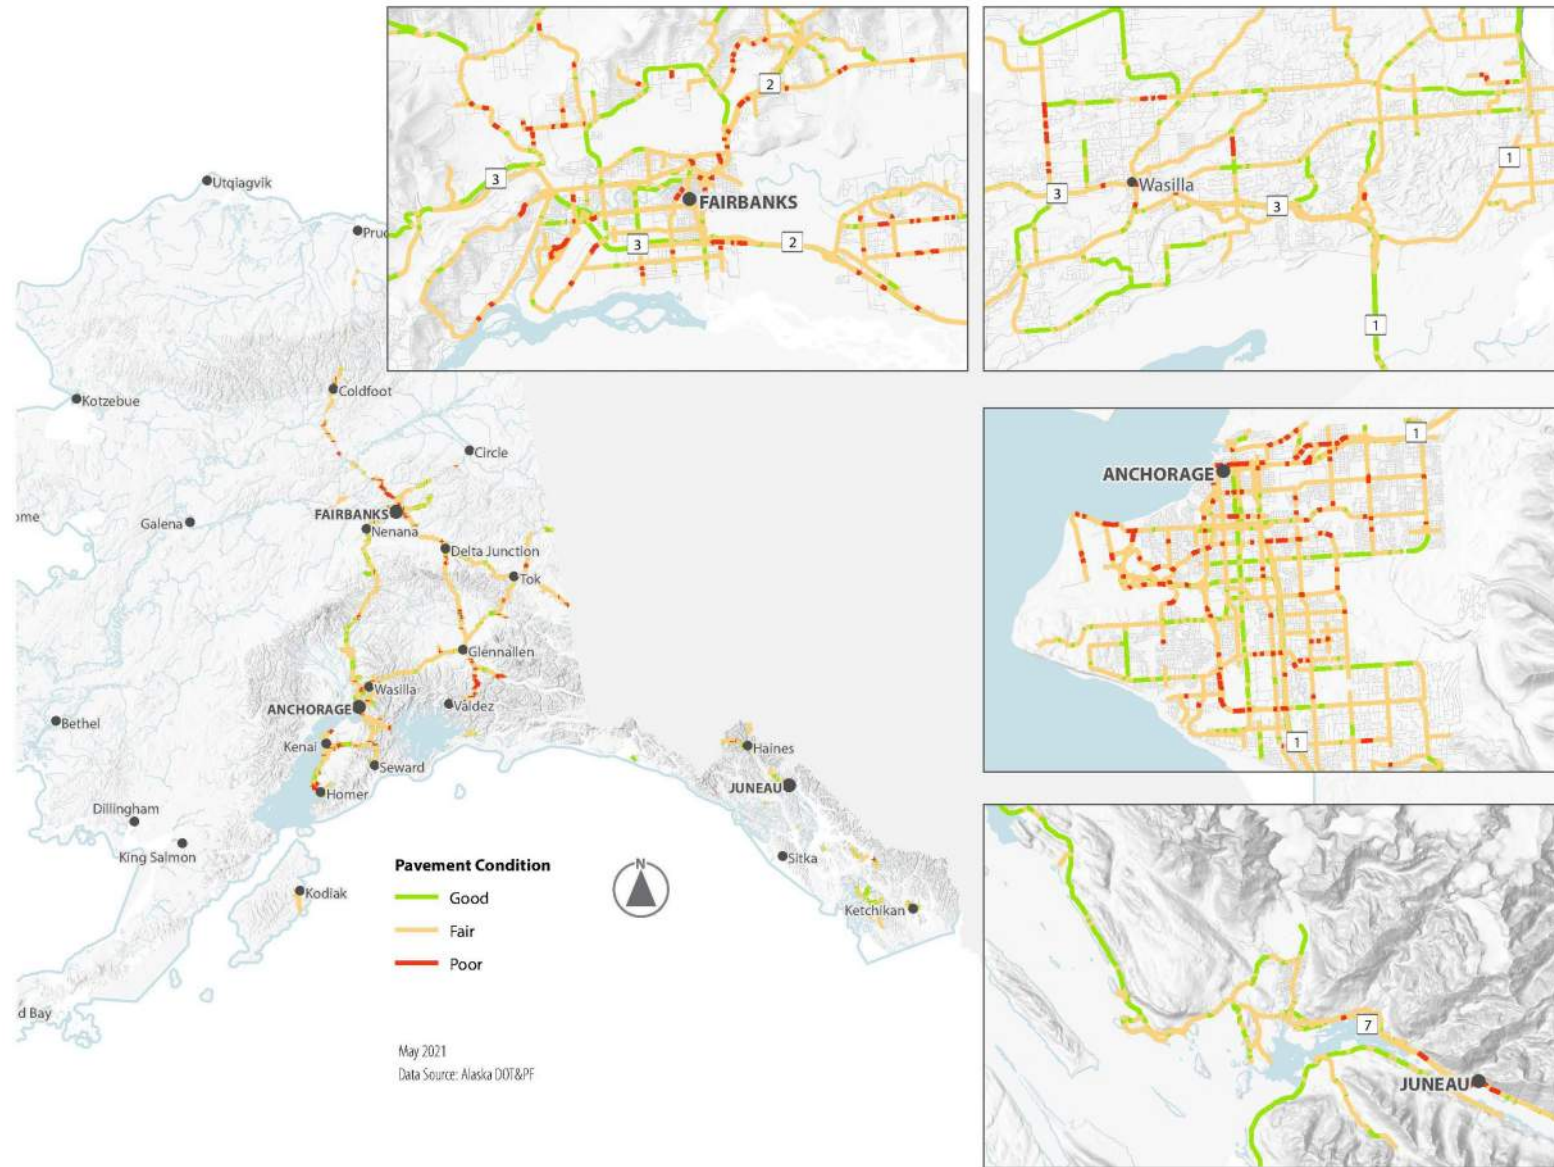 Utqiagvik
Pruc
Kotzebue
Coldfoot
Circle
ome
Galena
FAIRBANKS
Nenana
Delta Junction
Tok
Glennallen
Wasilla
ANCHORAGE
Valdez
Bethel
Kenai
Seward
Haines
JUNEAU
Homer
Dillingham
King Salmon
Sitka
Kodiak
Ketchikan
d Bay
Pavement Condition
Good
Fair
Poor
N
May 2021
Data Source: Alaska DOT&PF
2
3
FAIRBANKS
3
2
1
3
Wasilla
3
1
1
ANCHORAGE
1
7
JUNEAU